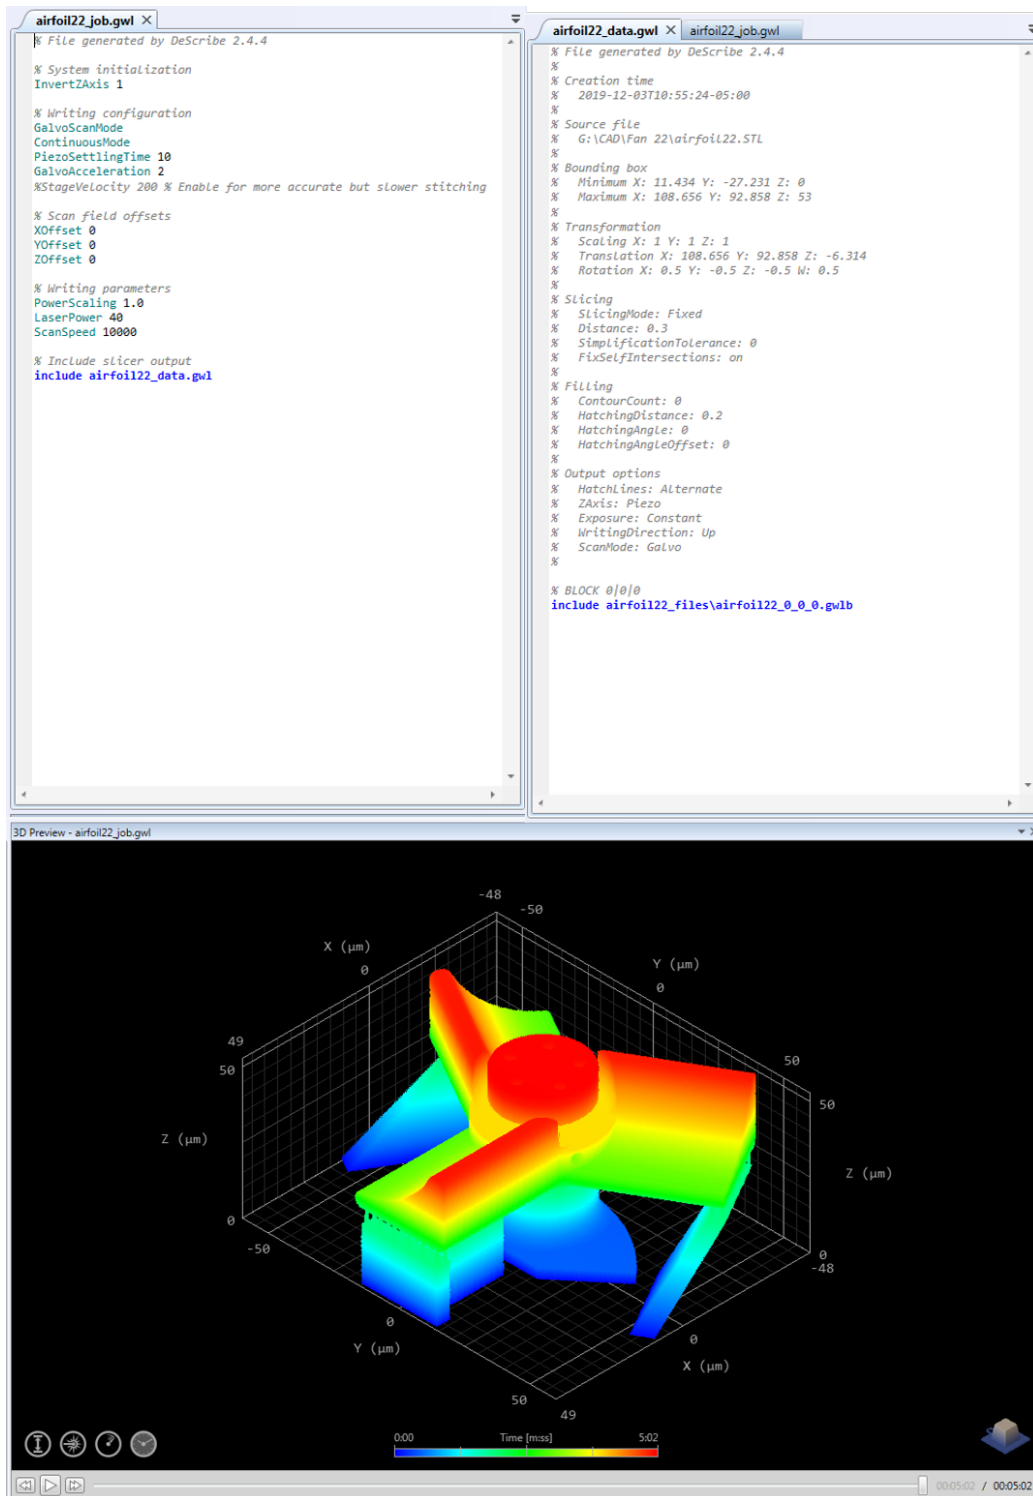 airfoil22_job.gwl
% File generated by DeScribe 2.4.4
% System initialization
InvertZAxis 1
% Writing configuration
GalvoScanMode
ContinuousMode
PiezoSettlingTime 10
GalvoAcceleration 2
%StageVelocity 200 % Enable for more accurate but slower stitching
% Scan field offsets
XOffset 0
YOffset 0
ZOffset 0
% Writing parameters
PowerScaling 1.0
LaserPower 40
ScanSpeed 10000
% Include slicer output
include airfoil22_data.gwl
airfoil22_data.gwl airfoil22_job.gwl
% File generated by DeScribe 2.4.4
%
% Creation time
% 2019-12-03T10:55:24-05:00
%
% Source file
% G:\CAD\Fan 22\airfoil22.STL
%
% Bounding box
% Minimum X: 11.434 Y: -27.231 Z: 0
% Maximum X: 108.656 Y: 92.858 Z: 53
%
% Transformation
% Scaling X: 1 Y: 1 Z: 1
% Translation X: 108.656 Y: 92.858 Z: -6.314
% Rotation X: 0.5 Y: -0.5 Z: -0.5 W: 0.5
%
% Slicing
% SlicingMode: Fixed
% Distance: 0.3
% SimplificationTolerance: 0
% FixSelfIntersections: on
%
% Filling
% ContourCount: 0
% HatchingDistance: 0.2
% HatchingAngle: 0
% HatchingAngleOffset: 0
%
% Output options
% HatchLines: Alternate
% ZAxis: Piezo
% Exposure: Constant
% WritingDirection: Up
% ScanMode: Galvo
%
% BLOCK 0|0|0
include airfoil22_files\airfoil22_0_0_0.gwlb
3D Preview - airfoil22_job.gwl
-48
-50
X (µm)
0
Y (µm)
0
49
50
50
50
Z (µm)
Z (µm)
0
-50
0
-48
0
Y (µm)
0
X (µm)
50
49
0:00 Time [m:ss] 5:02
00:05:02 / 00:05:02